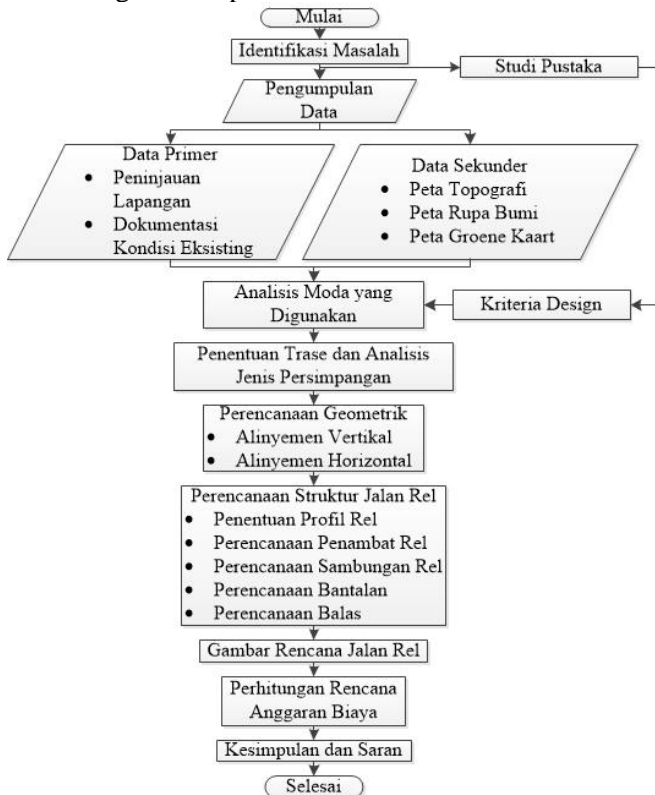 Mulai
Identifikasi Masalah
Studi Pustaka
Pengumpulan
Data
Data Primer
• Peninjauan
Lapangan
• Dokumentasi
Kondisi Eksisting
Data Sekunder
• Peta Topografi
• Peta Rupa Bumi
• Peta Groene Kaart
Analisis Moda yang
Digunakan
Kriteria Design
Penentuan Trase dan Analisis
Jenis Persimpangan
Perencanaan Geometrik
• Alinyemen Vertikal
• Alinyemen Horizontal
Perencanaan Struktur Jalan Rel
• Penentuan Profil Rel
• Perencanaan Penambat Rel
• Perencanaan Sambungan Rel
• Perencanaan Bantalan
• Perencanaan Balas
Gambar Rencana Jalan Rel
Perhitungan Rencana
Anggaran Biaya
Kesimpulan dan Saran
Selesai